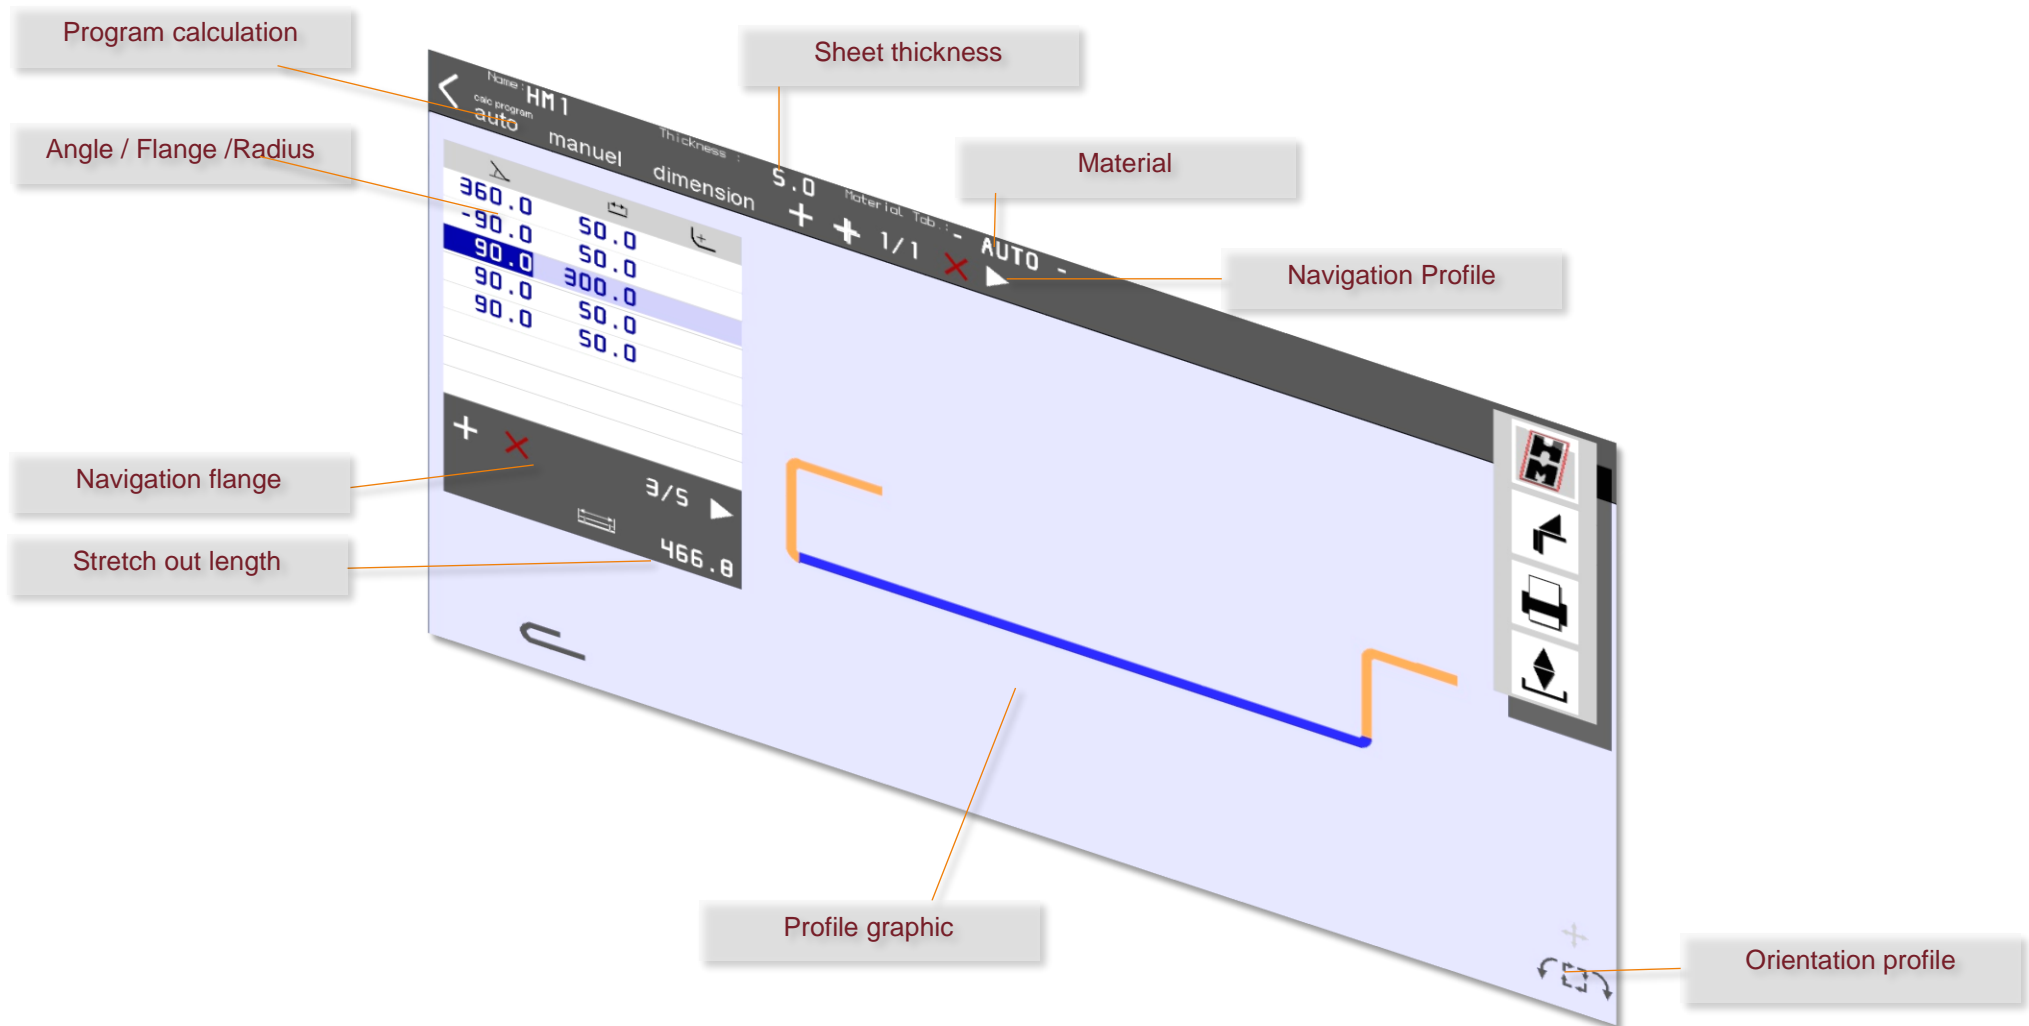 Program calculation
Sheet thickness
Angle / Flange /Radius
Material
Navigation Profile
Navigation flange
Stretch out length
Profile graphic
Orientation profile
Name: HM1
Thickness : 5.0
Material Tab.: - AUTO -
calc program
auto manuel dimension
1/1
360.0 50.0
-90.0 50.0
90.0 300.0
90.0 50.0
90.0 50.0
3/5
466.8